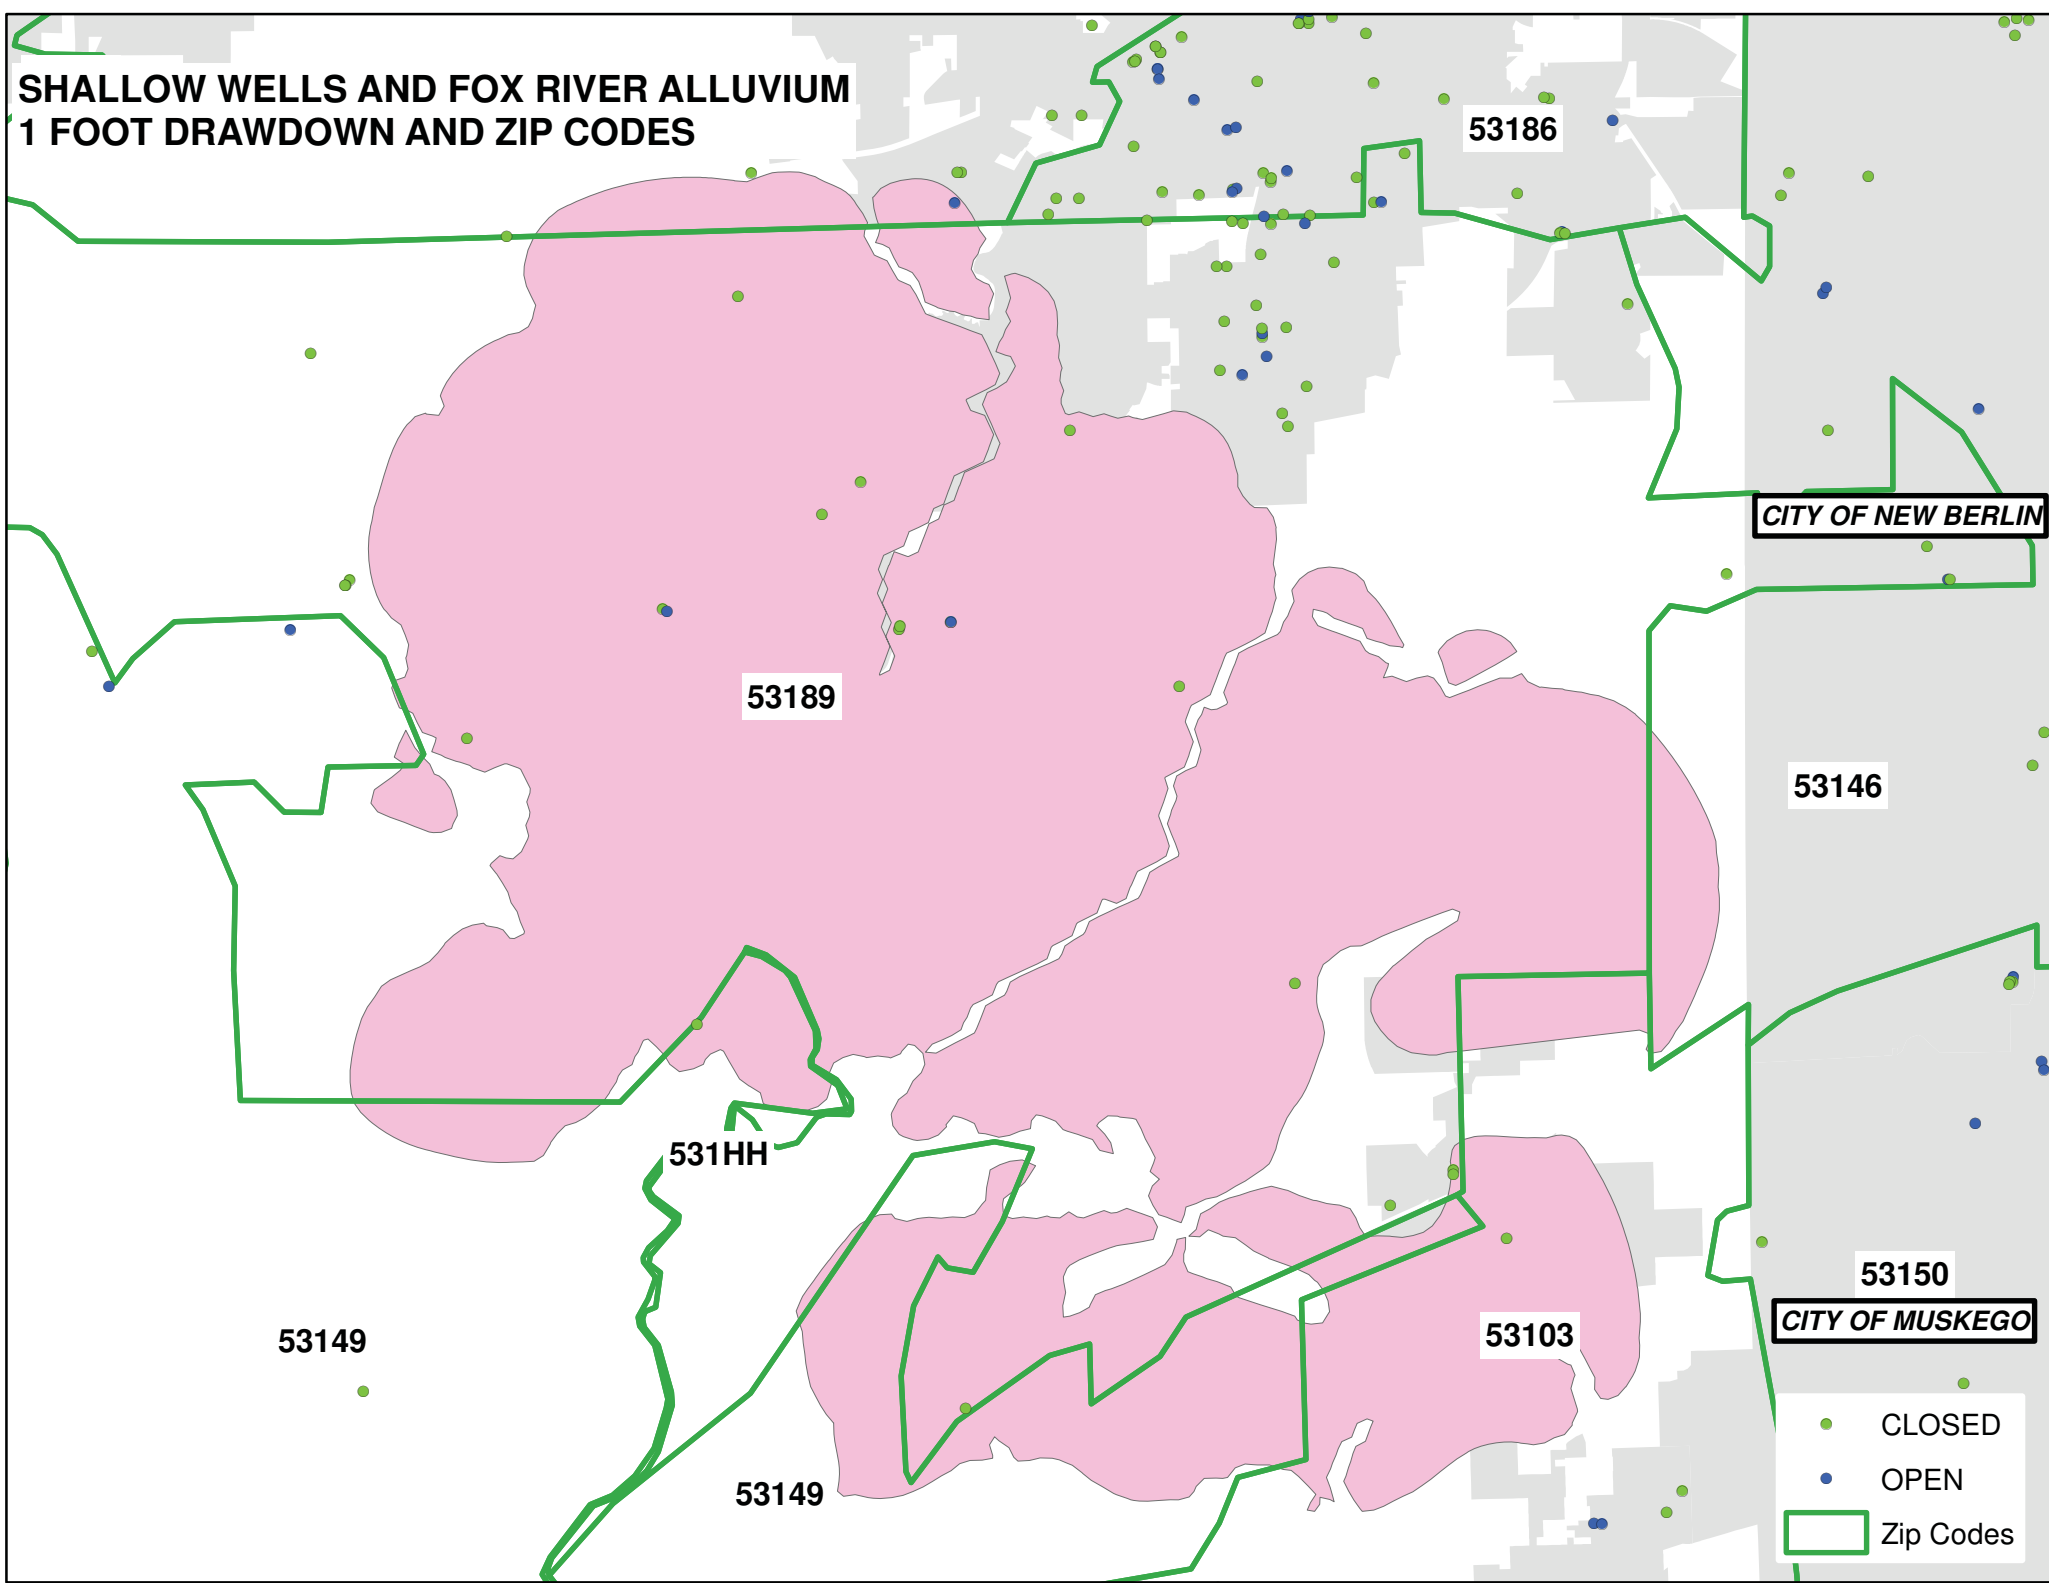 SHALLOW WELLS AND FOX RIVER ALLUVIUM
1 FOOT DRAWDOWN AND ZIP CODES
53186
CITY OF NEW BERLIN
53189
53146
531HH
53150
CITY OF MUSKEGO
53149
53103
53149
CLOSED
OPEN
Zip Codes